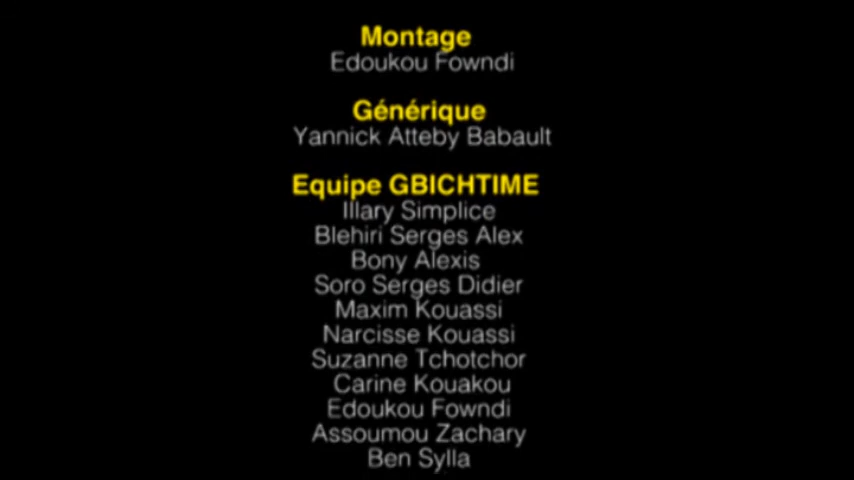 Montage
Edoukou Fowndi
Générique
Yannick Atteby Babault
Equipe GBICHTIME
Illary Simplice
Blehiri Serges Alex
Bony Alexis
Soro Serges Didier
Maxim Kouassi
Narcisse Kouassi
Suzanne Tchotchor
Carine Kouakou
Edoukou Fowndi
Assoumou Zachary
Ben Sylla